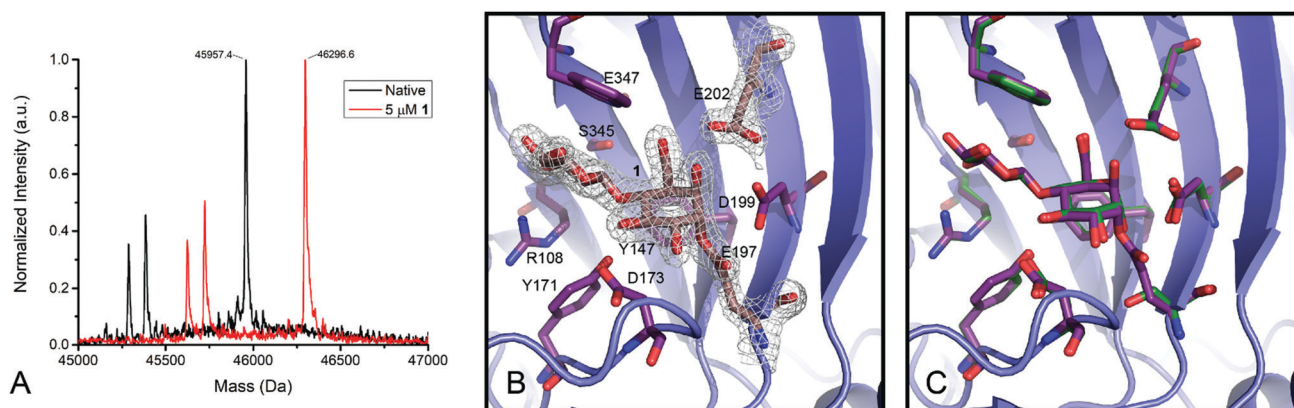 45957.4
46296.6
Native
5 μM 1
1.0
0.8
0.6
0.4
0.2
0.0
Normalized Intensity (a.u.)
45000
45500
46000
46500
47000
Mass (Da)
A
E347
E202
S345
1
D199
Y147
E197
R108
D173
Y171
B
C